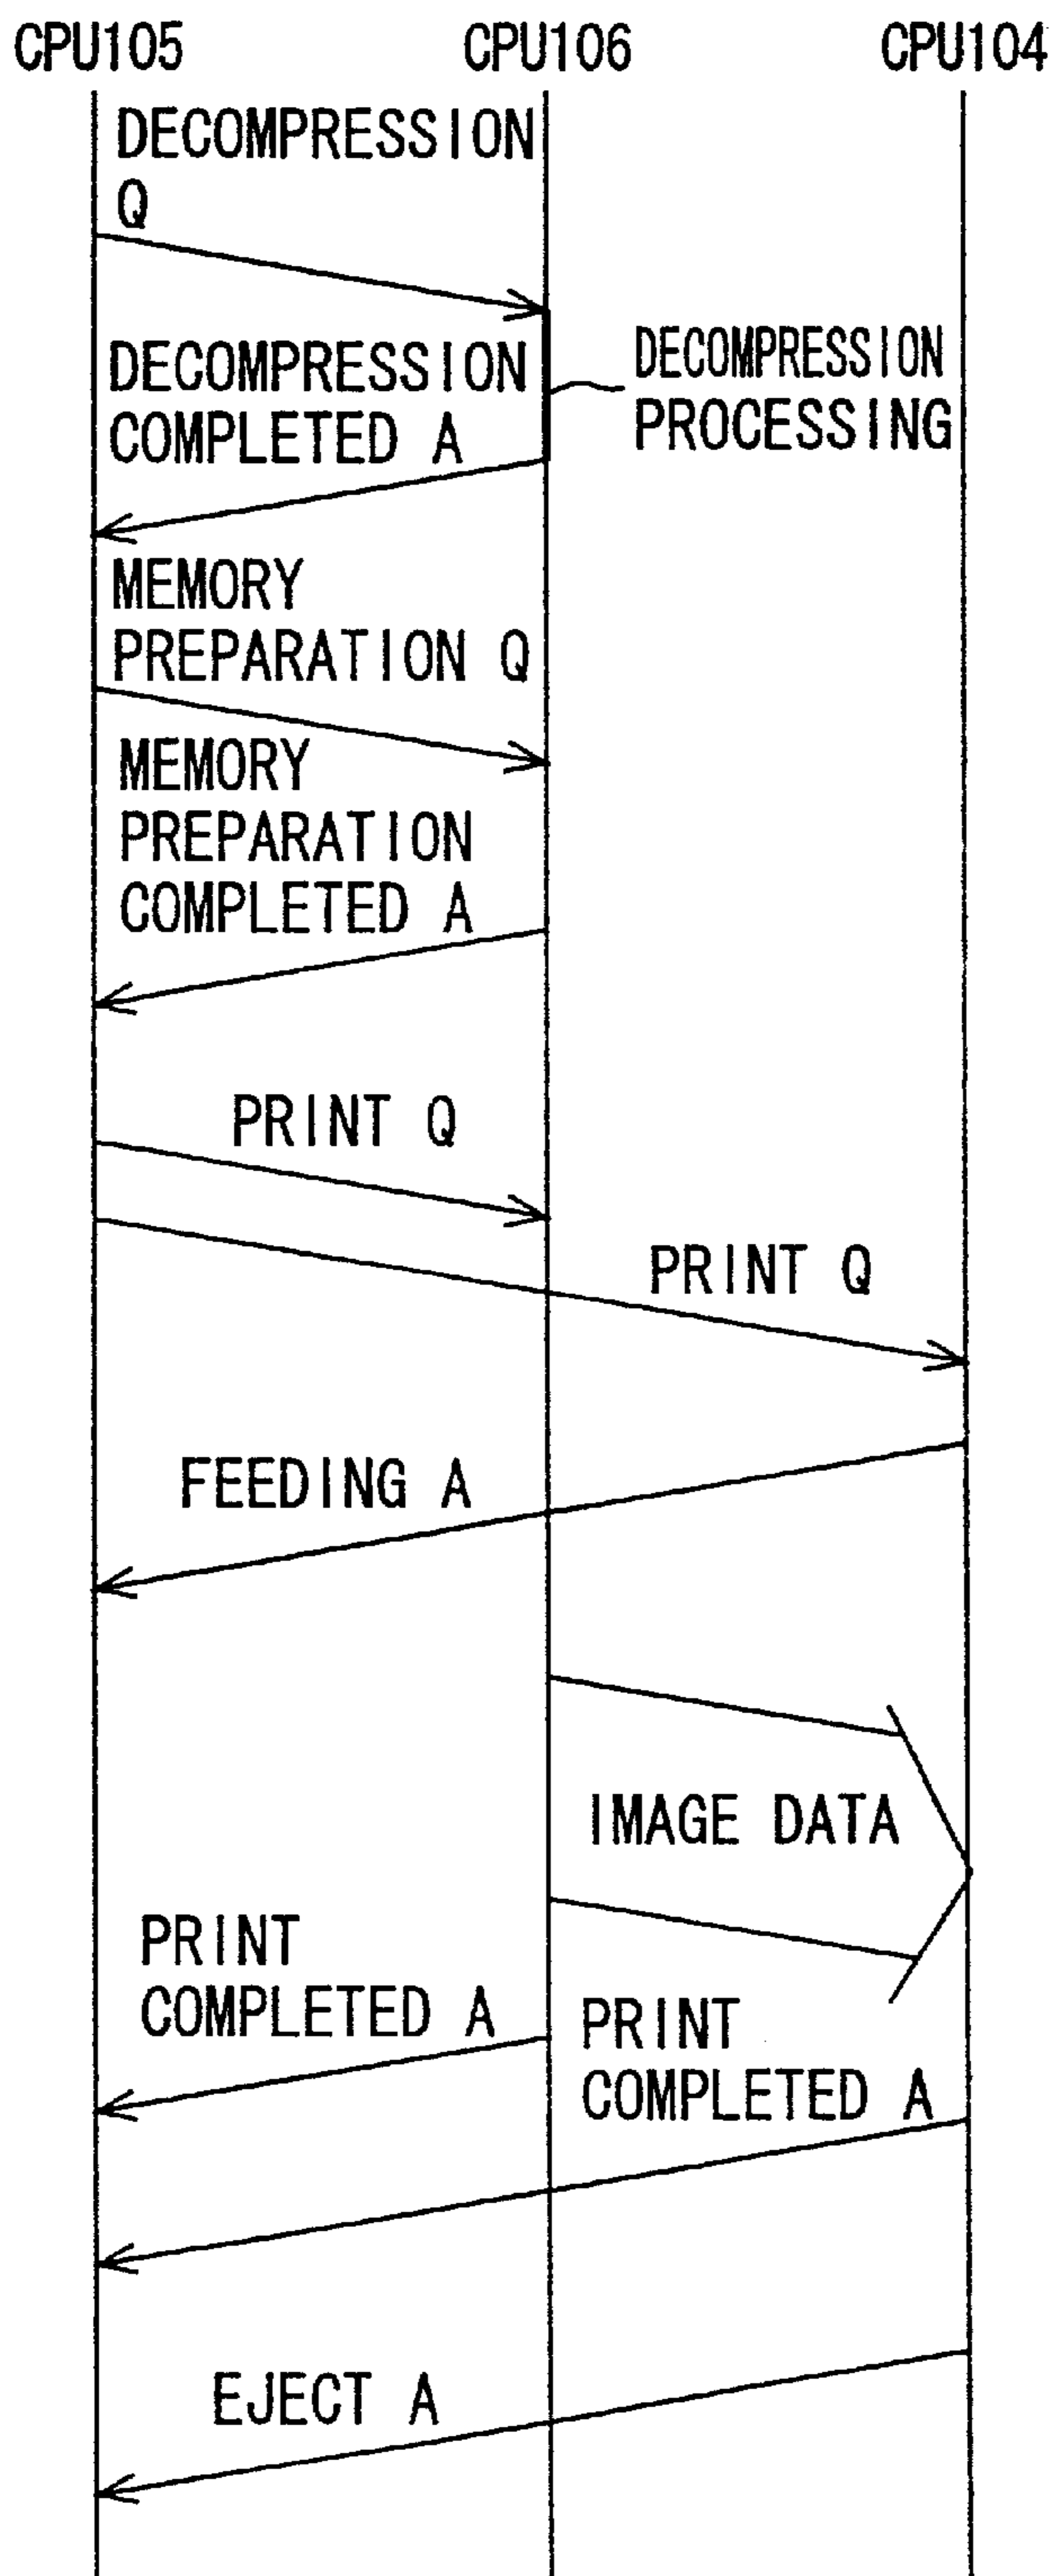 CPU105 CPU106 CPU104
DECOMPRESSION
Q
DECOMPRESSION
PROCESSING
DECOMPRESSION
COMPLETED A
MEMORY
PREPARATION Q
MEMORY
PREPARATION
COMPLETED A
PRINT Q
PRINT Q
FEEDING A
IMAGE DATA
PRINT
COMPLETED A
PRINT
COMPLETED A
EJECT A